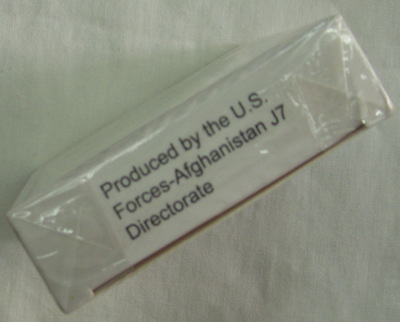 Produced by the U.S.
Forces-Afghanistan J7
Directorate